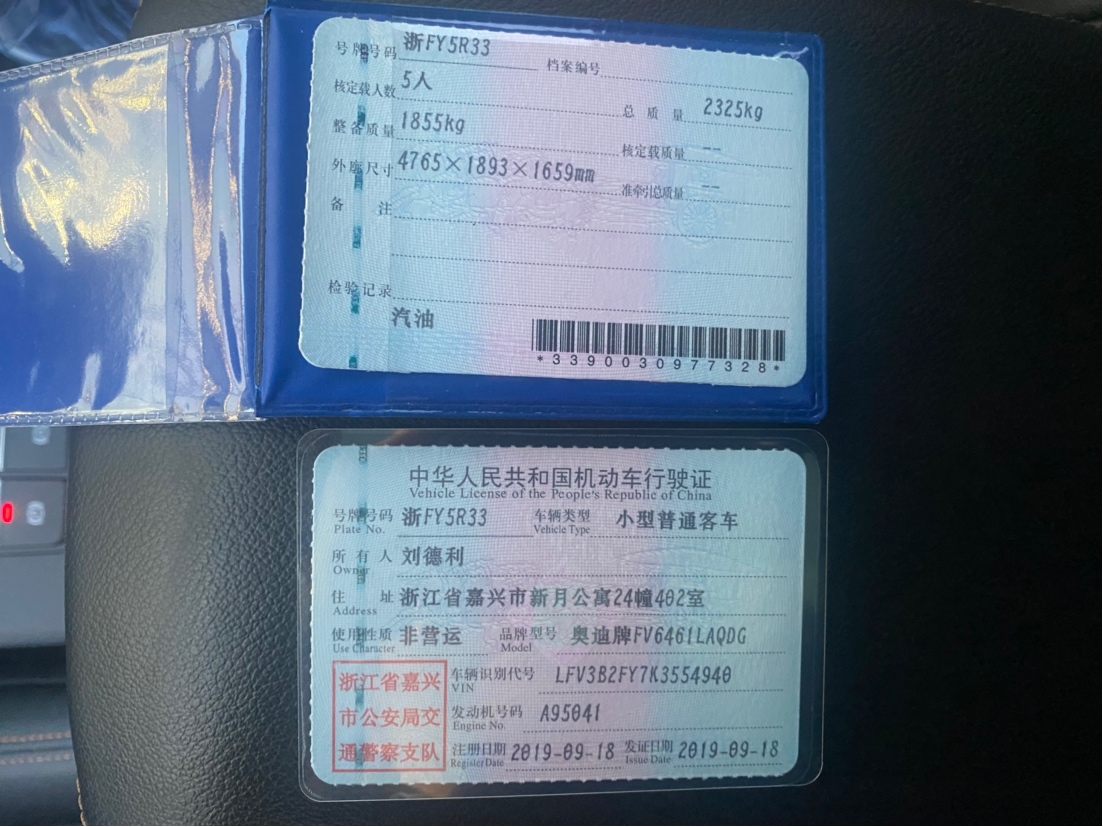 号牌号码 浙FY5R33 档案编号
核定载人数 5人 总质量 2325kg
整备质量 1855kg 核定载质量 --
外廓尺寸 4765×1893×1659mm 准牵引总质量 --
备注
检验记录
汽油
*3390030977328*
中华人民共和国机动车行驶证
Vehicle License of the People's Republic of China
号牌号码 浙FY5R33 车辆类型 小型普通客车
Plate No. Vehicle Type
所有人 刘德利
Owner
住址 浙江省嘉兴市新月公寓24幢402室
Address
使用性质 非营运 品牌型号 奥迪牌FV6461LAQDG
Use Character Model
浙江省嘉兴
市公安局交
通警察支队
车辆识别代号 LFV3B2FY7K3554940
VIN
发动机号码 A95041
Engine No.
注册日期 2019-09-18 发证日期 2019-09-18
Register Date Issue Date